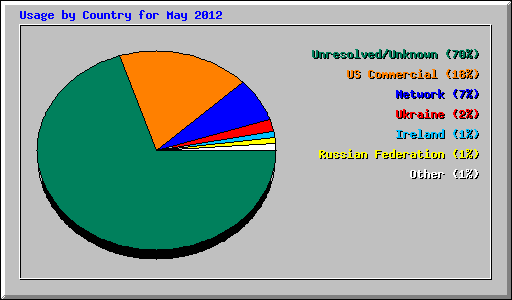 Usage by Country for May 2012
Unresolved/Unknown (70%)
US Commercial (18%)
Network (7%)
Ukraine (2%)
Ireland (1%)
Russian Federation (1%)
Other (1%)